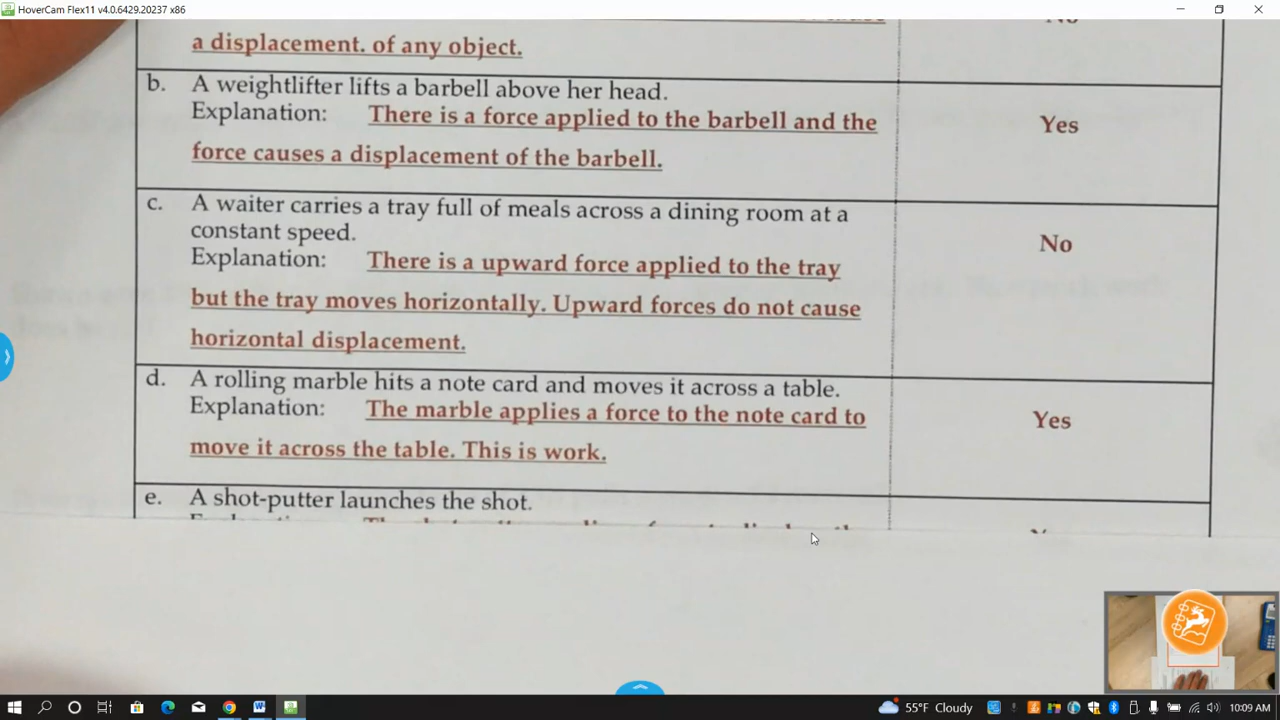 HoverCam Flex11 v4.0.6429.20237 x86
No
a displacement. of any object.
b. A weightlifter lifts a barbell above her head.
Explanation: There is a force applied to the barbell and the
force causes a displacement of the barbell.
Yes
c. A waiter carries a tray full of meals across a dining room at a
constant speed.
No
Explanation: There is a upward force applied to the tray
but the tray moves horizontally. Upward forces do not cause
horizontal displacement.
d. A rolling marble hits a note card and moves it across a table.
Explanation: The marble applies a force to the note card to
Yes
move it across the table. This is work.
e. A shot-putter launches the shot.
55°F Cloudy
10:09 AM